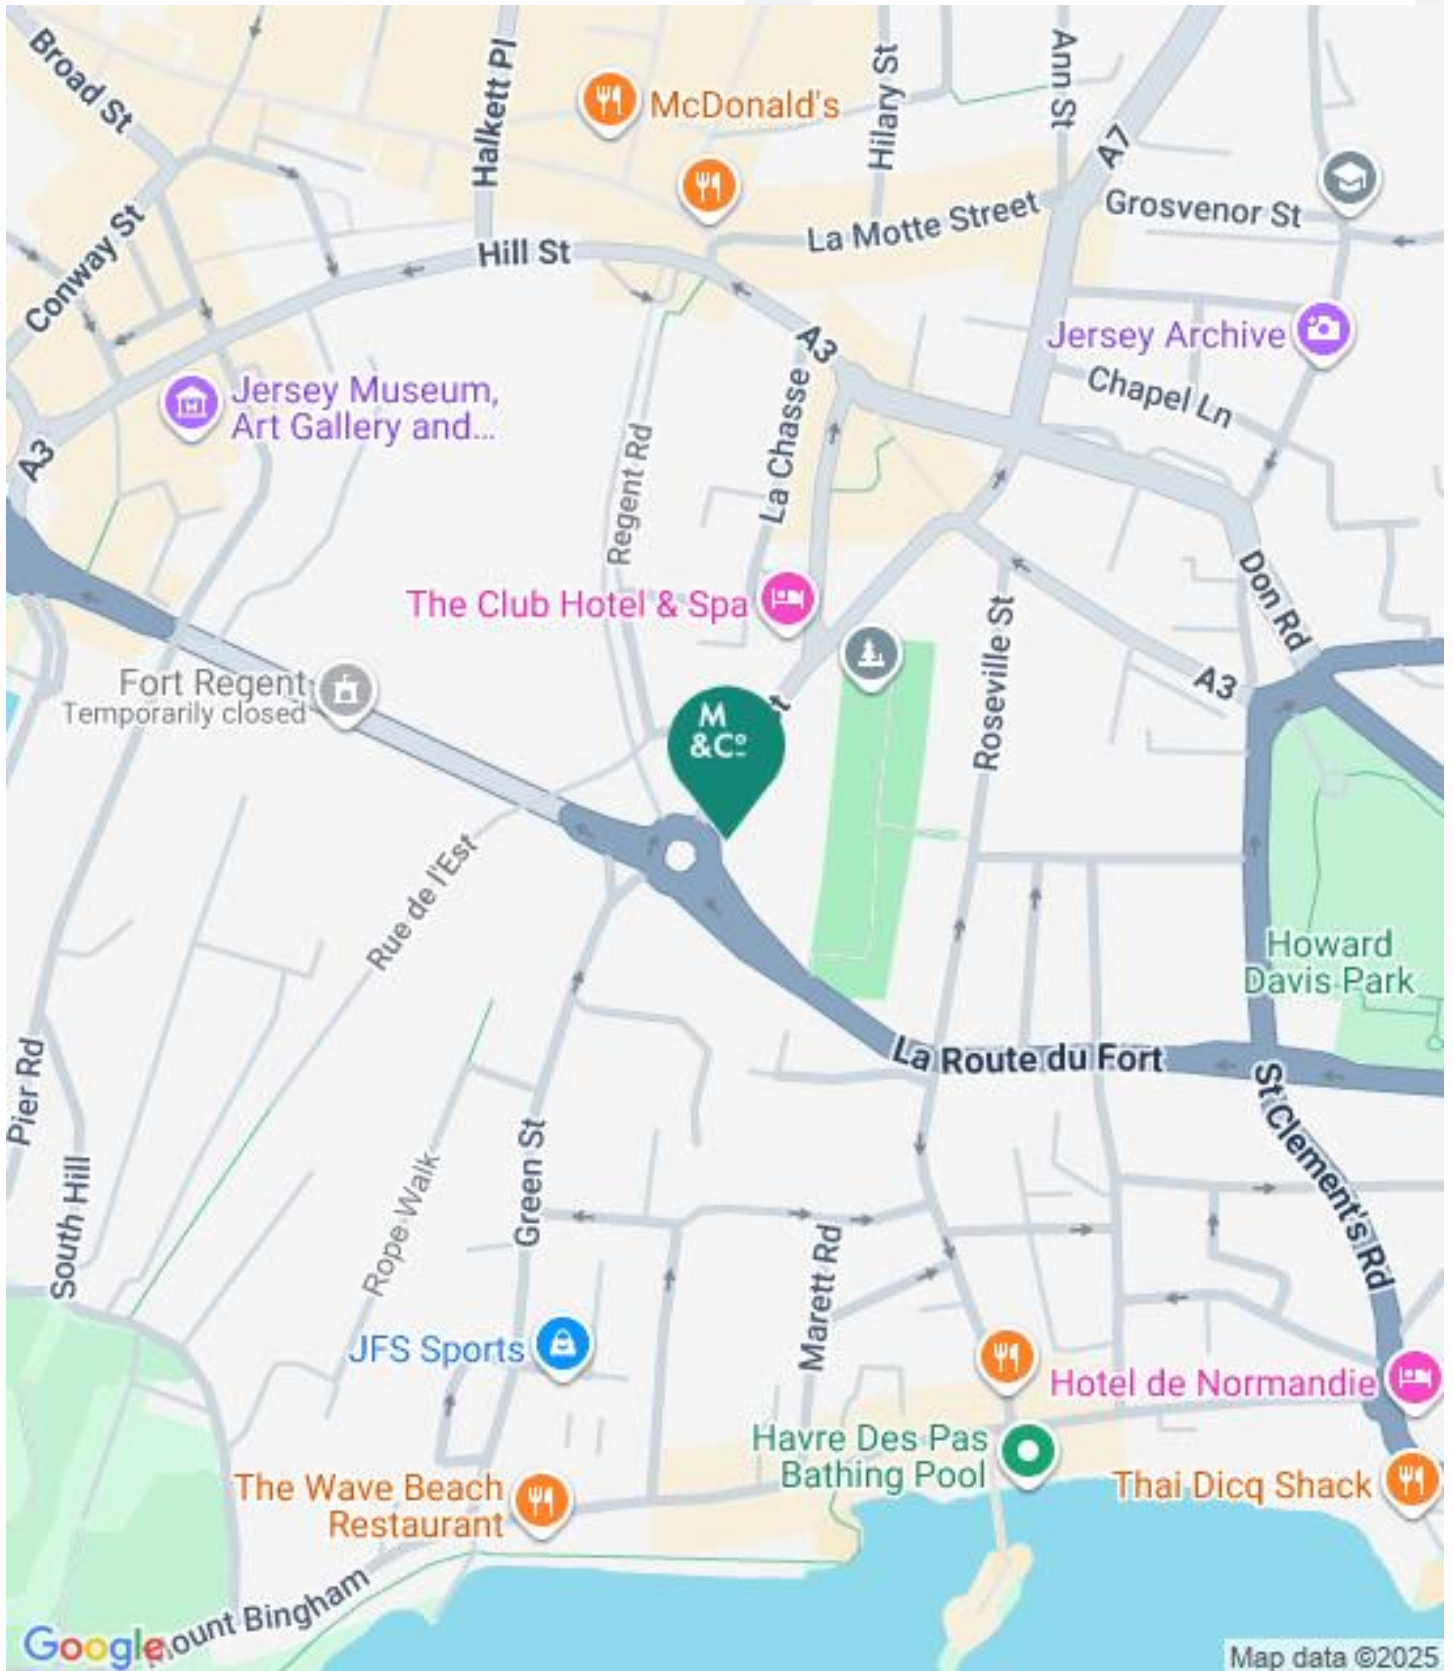 Broad St
Halkett Pl
McDonald's
Hilary St
Ann St
A7
Grosvenor St
La Motte Street
Conway St
Hill St
A3
Jersey Archive
Chapel Ln
Jersey Museum,
Art Gallery and...
La Chasse
A3
Regent Rd
Don Rd
The Club Hotel & Spa
Roseville St
A3
Fort Regent
Temporarily closed
M
&Co
Rue de l'Est
Howard
Davis Park
La Route du Fort
Pier Rd
St Clement's Rd
South Hill
Green St
Rope Walk
Marett Rd
JFS Sports
Hotel de Normandie
Havre Des Pas
Bathing Pool
Thai Dicq Shack
The Wave Beach
Restaurant
Mount Bingham
Google
Map data ©2025